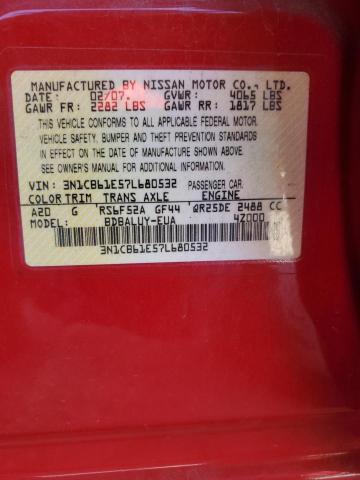 MANUFACTURED BY NISSAN MOTOR CO., LTD.
DATE: 02/07. GVWR: 4065 LBS
GAWR FR: 2282 LBS GAWR RR: 1817 LBS
THIS VEHICLE CONFORMS TO ALL APPLICABLE FEDERAL MOTOR
VEHICLE SAFETY, BUMPER AND THEFT PREVENTION STANDARDS
IN EFFECT ON THE DATE OF MANUFACTURE SHOWN ABOVE.
SEE OWNER'S MANUAL FOR ADDITIONAL INFORMATION.
VIN: 3N1CB61E57L680532 PASSENGER CAR.
COLOR TRIM TRANS AXLE ENGINE
A20 G RS6F52A GF44 QR25DE 2488 CC
MODEL: BDBALUY-EUA 4Z000
3N1CB61E57L680532